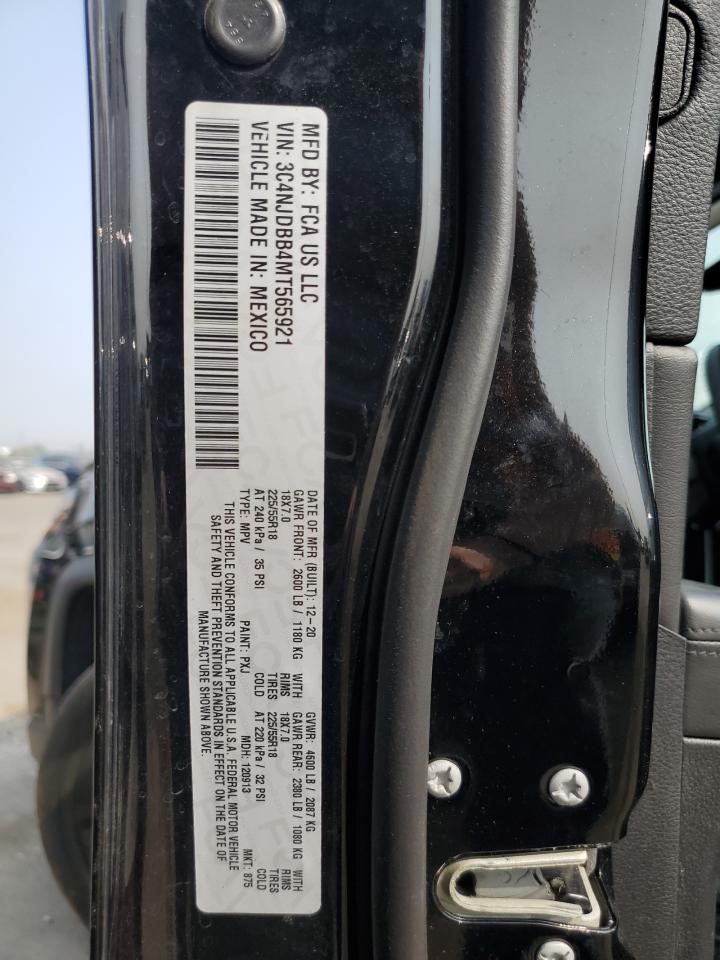 MFD BY: FCA US LLC
VIN: 3C4NJDBB4MT565921
VEHICLE MADE IN: MEXICO
DATE OF MFR (BUILT): 12-20 GVWR: 4600 LB / 2087 KG
GAWR FRONT: 2600 LB / 1180 KG WITH GAWR REAR: 2380 LB / 1080 KG WITH
18X7.0 RIMS 18X7.0 RIMS
225/55R18 TIRES 225/55R18 TIRES
AT 240 kPa / 35 PSI COLD AT 220 kPa / 32 PSI COLD
TYPE: MPV PAINT: PXJ MDH: 120913 MKT: 875
THIS VEHICLE CONFORMS TO ALL APPLICABLE U.S.A. FEDERAL MOTOR VEHICLE
SAFETY AND THEFT PREVENTION STANDARDS IN EFFECT ON THE DATE OF
MANUFACTURE SHOWN ABOVE.